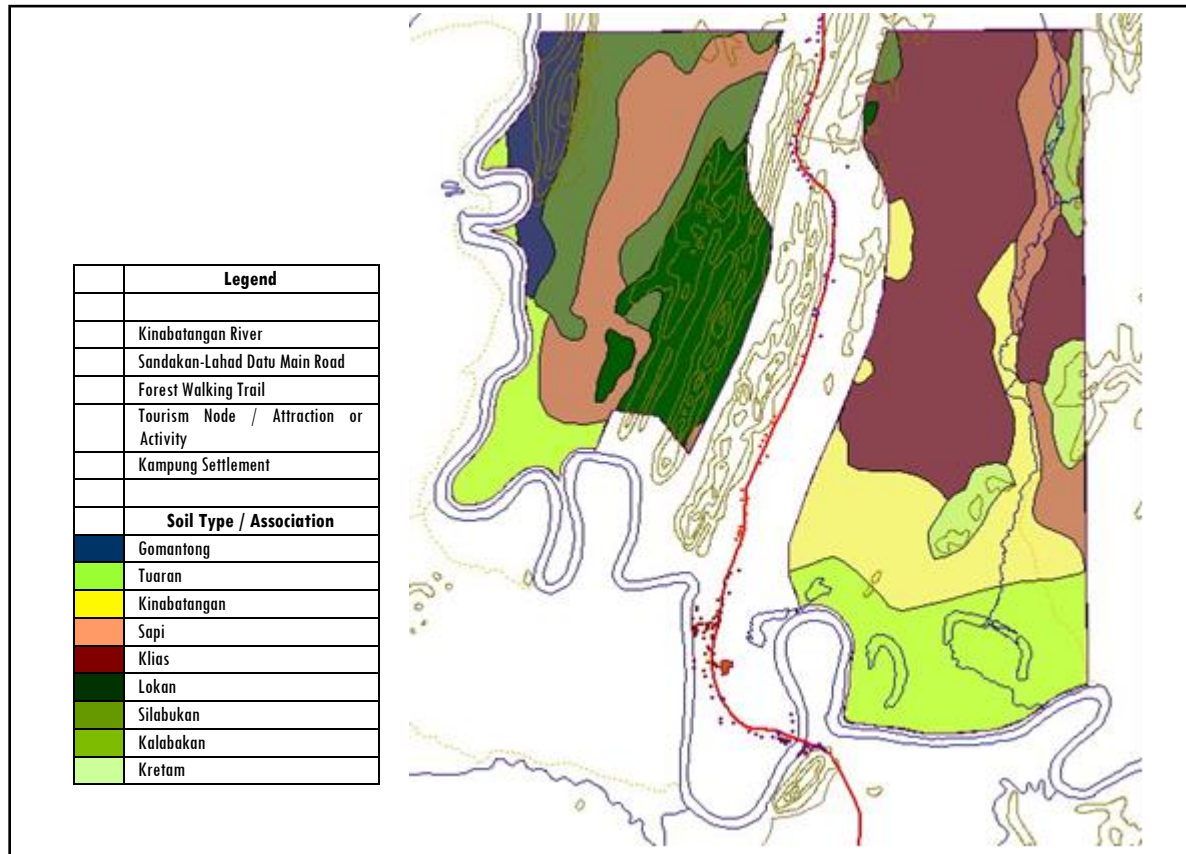 Legend
Kinabatangan River
Sandakan-Lahad Datu Main Road
Forest Walking Trail
Tourism Node / Attraction or
Activity
Kampung Settlement
Soil Type / Association
Gomantong
Tuaran
Kinabatangan
Sapi
Klias
Lokan
Silabukan
Kalabakan
Kretam